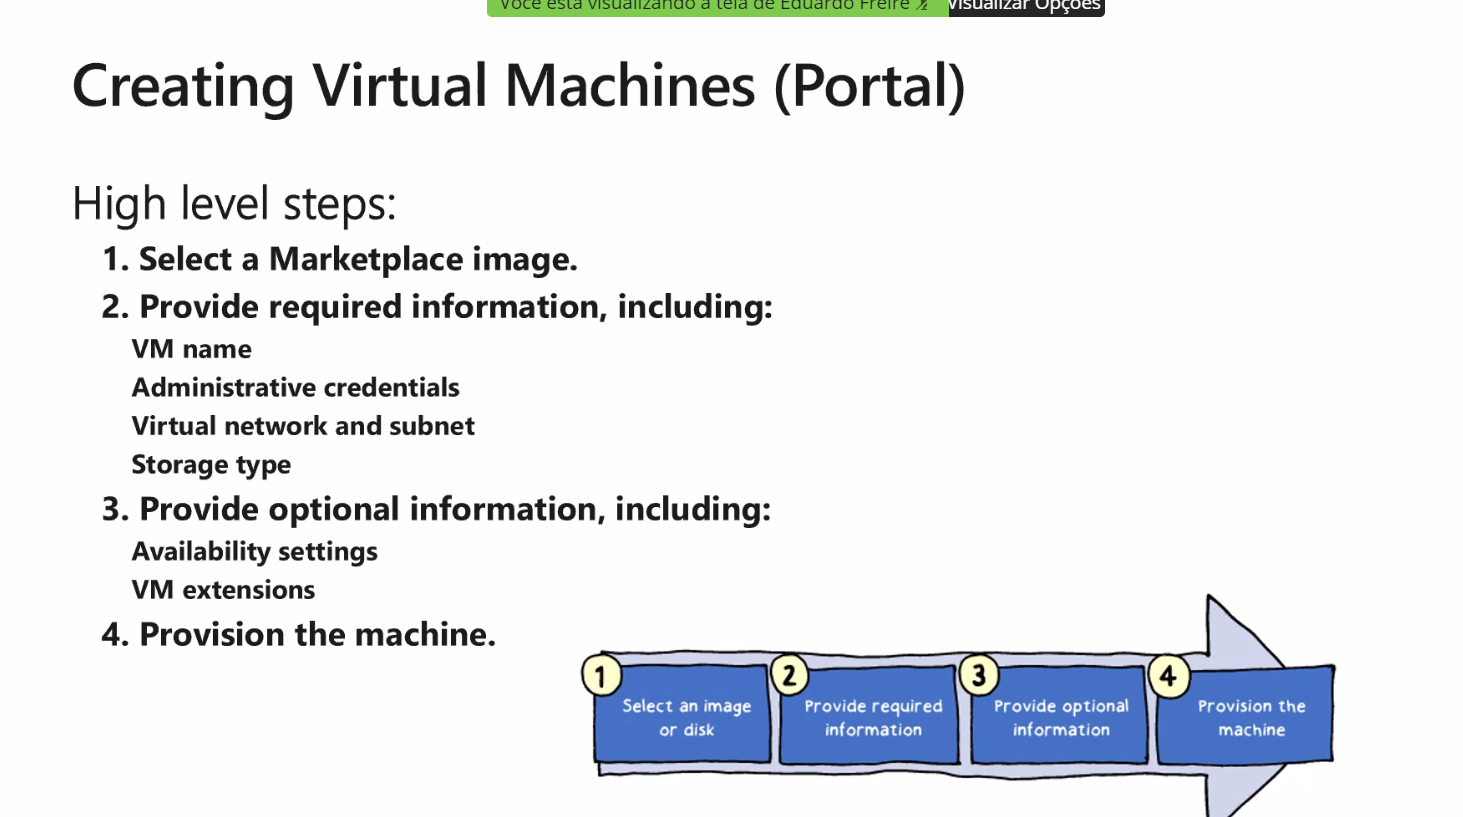 Você está visualizando a tela de Eduardo Freire
Visualizar Opções
Creating Virtual Machines (Portal)
High level steps:
1. Select a Marketplace image.
2. Provide required information, including:
VM name
Administrative credentials
Virtual network and subnet
Storage type
3. Provide optional information, including:
Availability settings
VM extensions
4. Provision the machine.
1
Select an image
or disk
2
Provide required
information
3
Provide optional
information
4
Provision the
machine